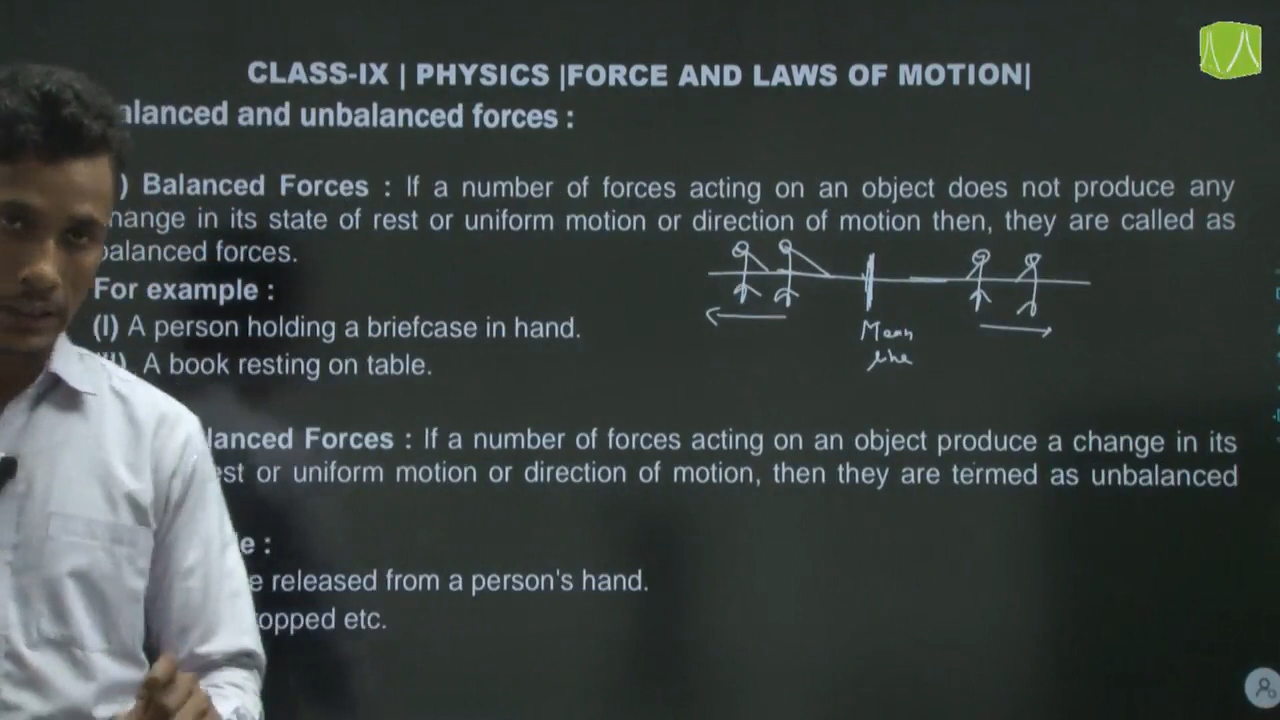 CLASS-IX | PHYSICS |FORCE AND LAWS OF MOTION|
alanced and unbalanced forces :
) Balanced Forces : If a number of forces acting on an object does not produce any
hange in its state of rest or uniform motion or direction of motion then, they are called as
balanced forces.
For example :
(I) A person holding a briefcase in hand.
A book resting on table.
Mean
line
lanced Forces : If a number of forces acting on an object produce a change in its
st or uniform motion or direction of motion, then they are termed as unbalanced
e :
e released from a person's hand.
opped etc.